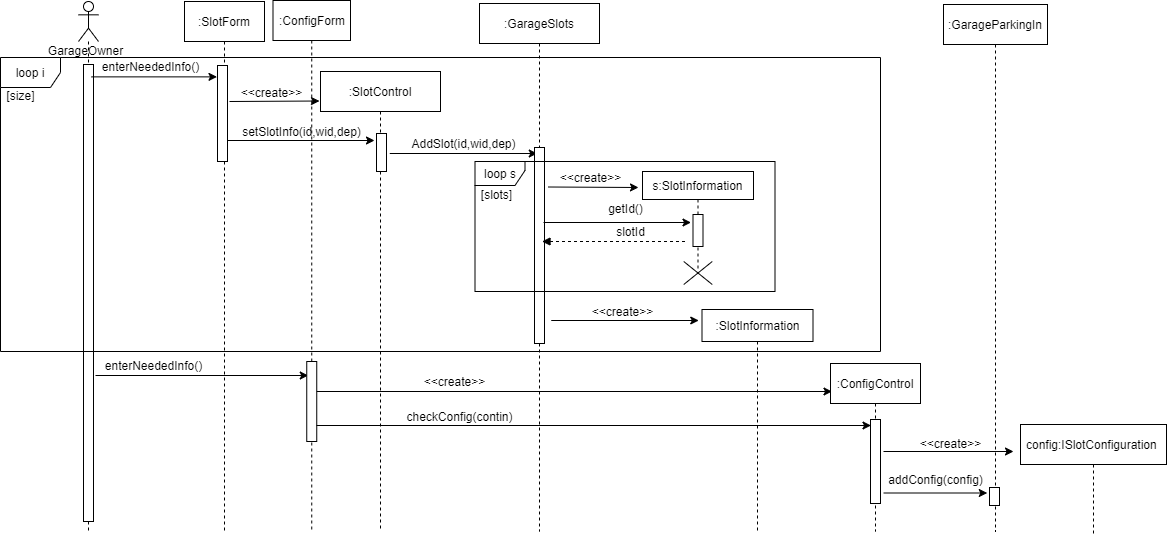 :SlotForm
:ConfigForm
:GarageSlots
:GarageParkingIn
GarageOwner
loop i
[size]
enterNeededInfo()
<<create>>
:SlotControl
setSlotInfo(id,wid,dep)
AddSlot(id,wid,dep)
loop s
[slots]
<<create>>
s:SlotInformation
getId()
slotId
<<create>>
:SlotInformation
enterNeededInfo()
<<create>>
:ConfigControl
checkConfig(contin)
<<create>>
config:ISlotConfiguration
addConfig(config)